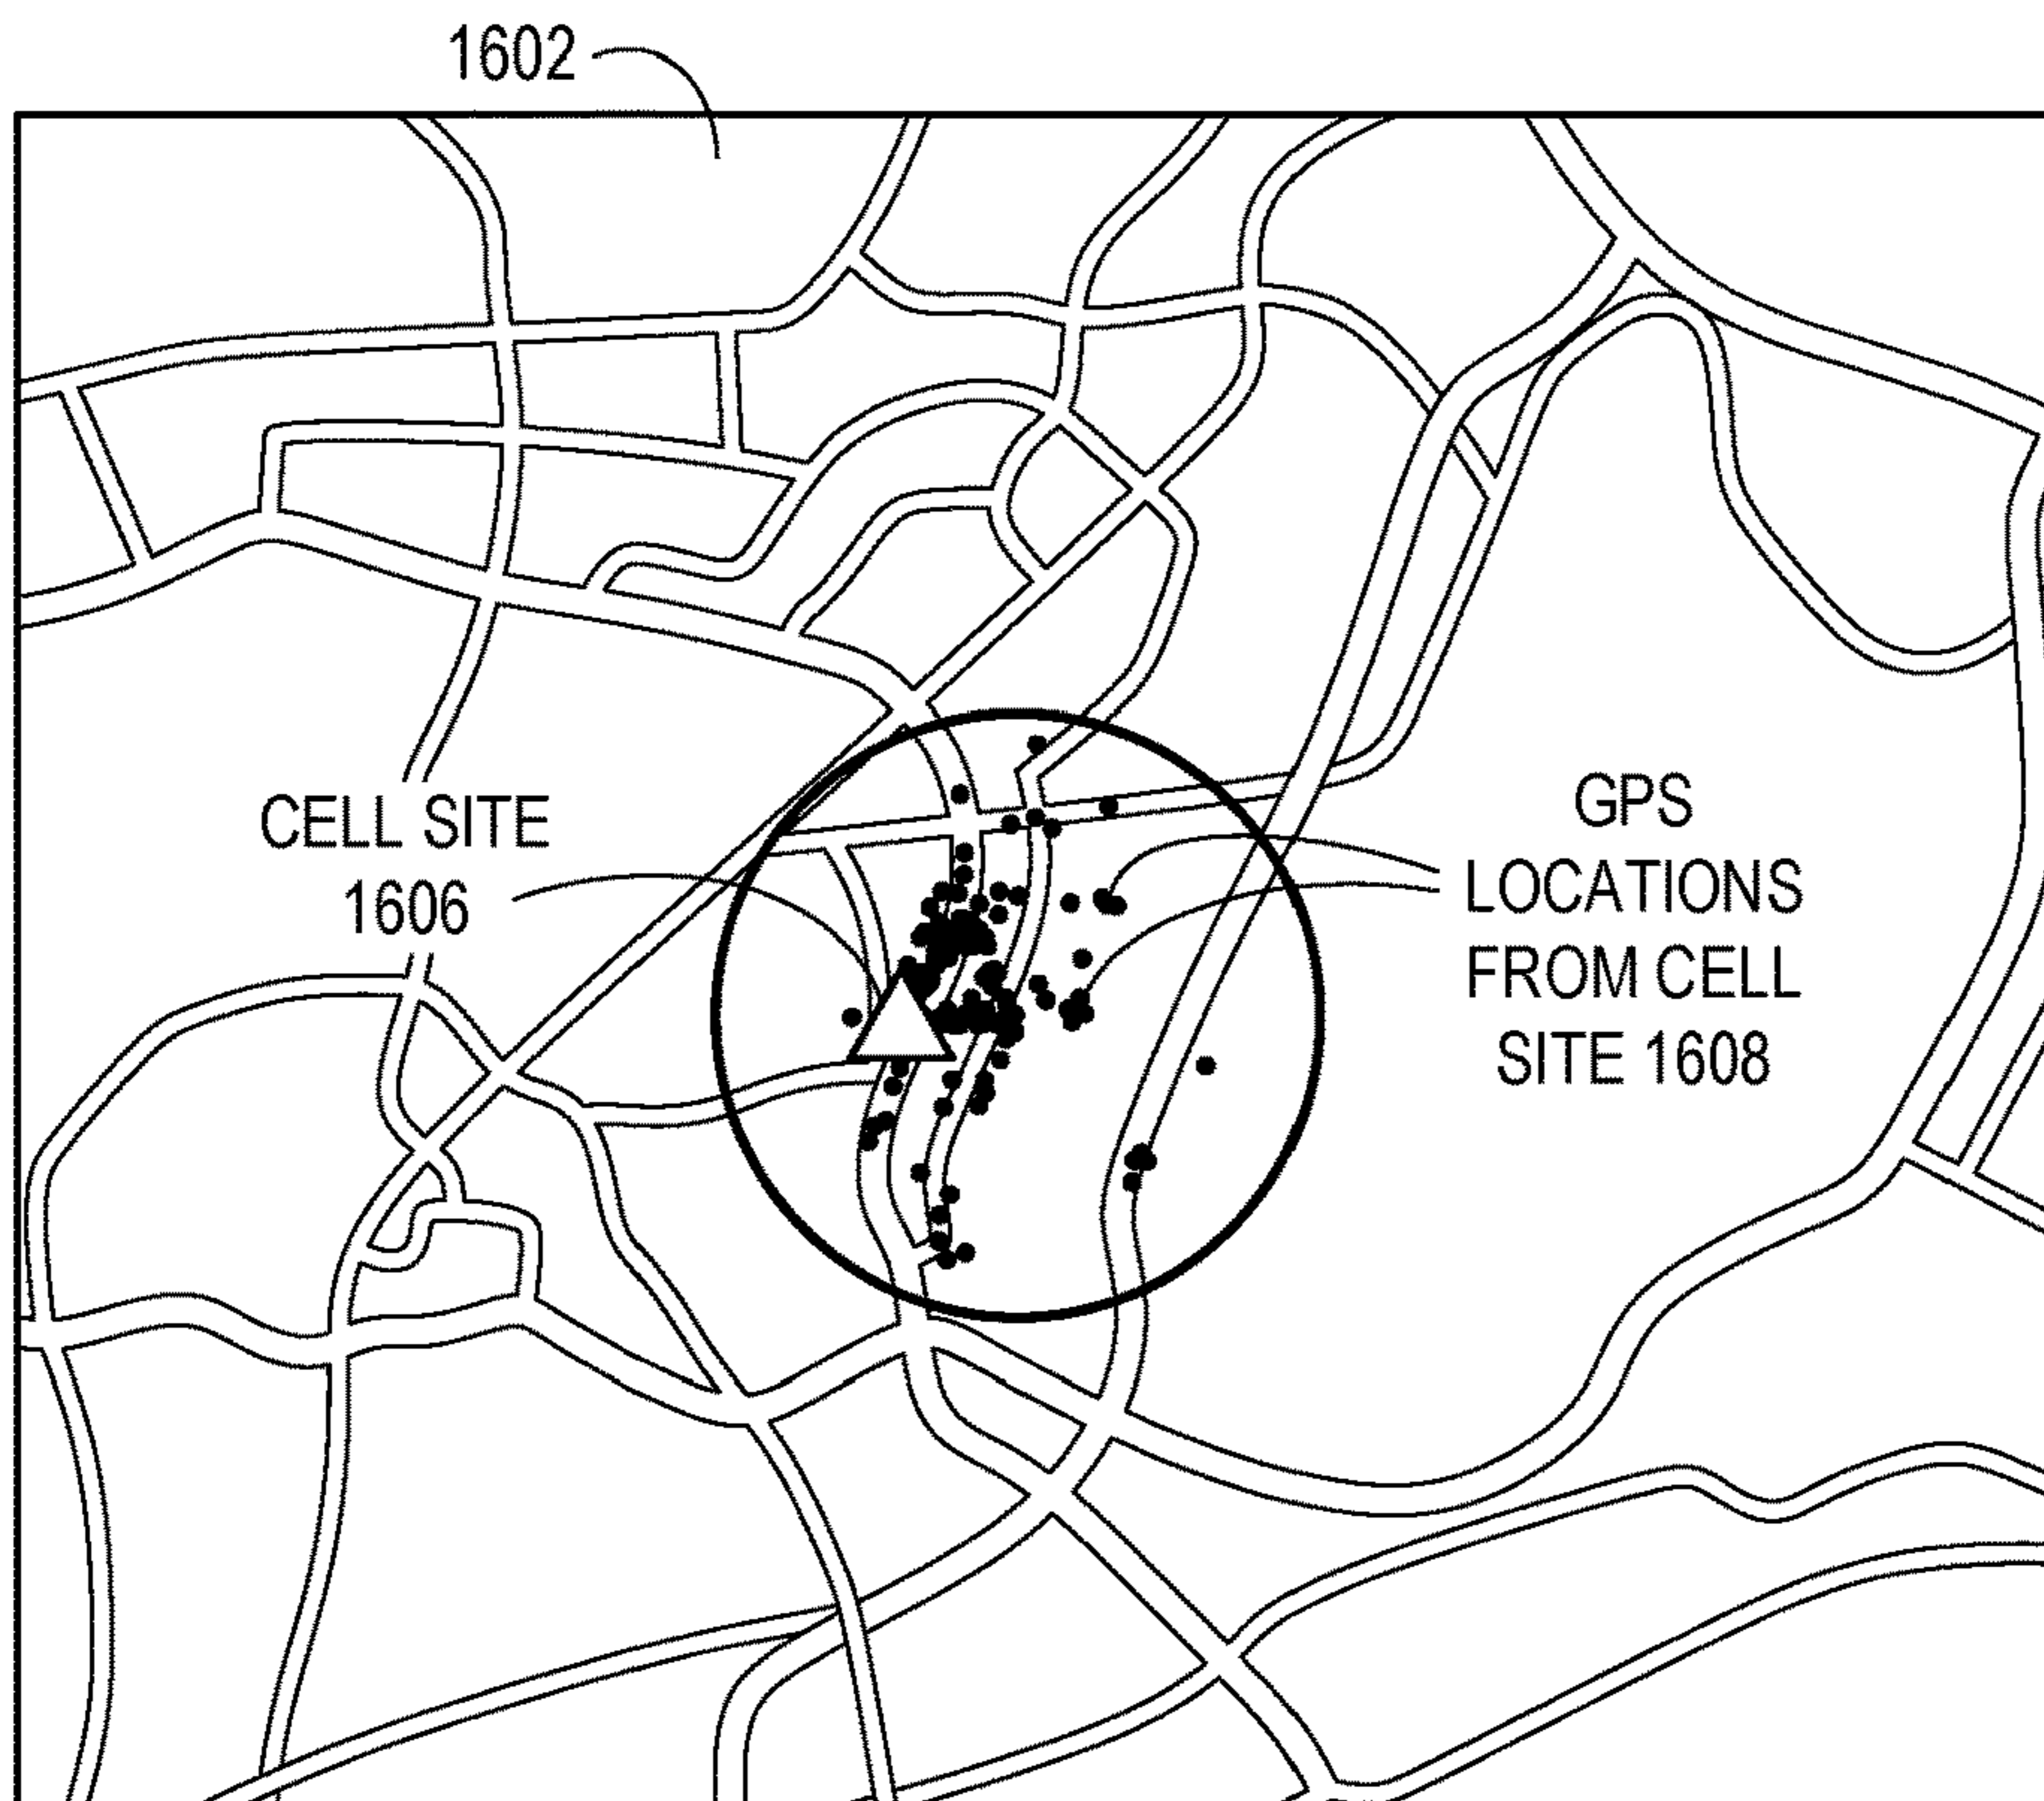 1602
CELL SITE
1606
GPS
LOCATIONS
FROM CELL
SITE 1608